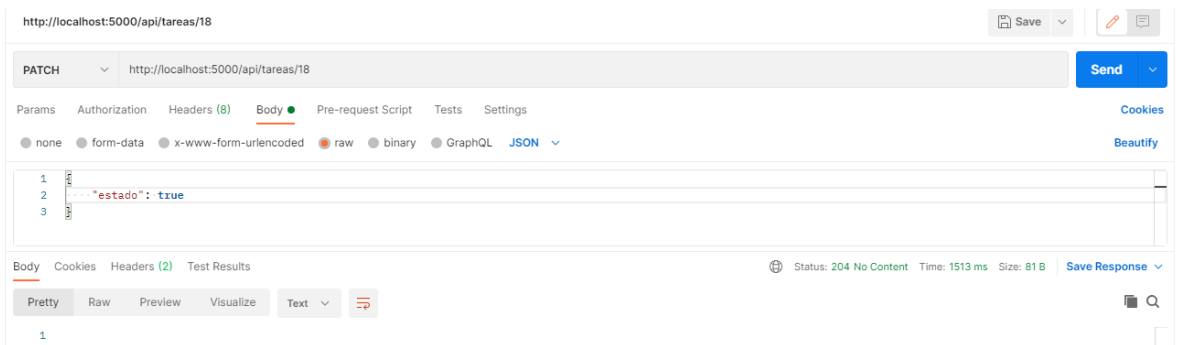 http://localhost:5000/api/tareas/18 Save
PATCH http://localhost:5000/api/tareas/18 Send
Params Authorization Headers (8) Body Pre-request Script Tests Settings Cookies
none form-data x-www-form-urlencoded raw binary GraphQL JSON Beautify
1 {
2 "estado": true
3 }
Body Cookies Headers (2) Test Results Status: 204 No Content Time: 1513 ms Size: 81 B Save Response
Pretty Raw Preview Visualize Text
1